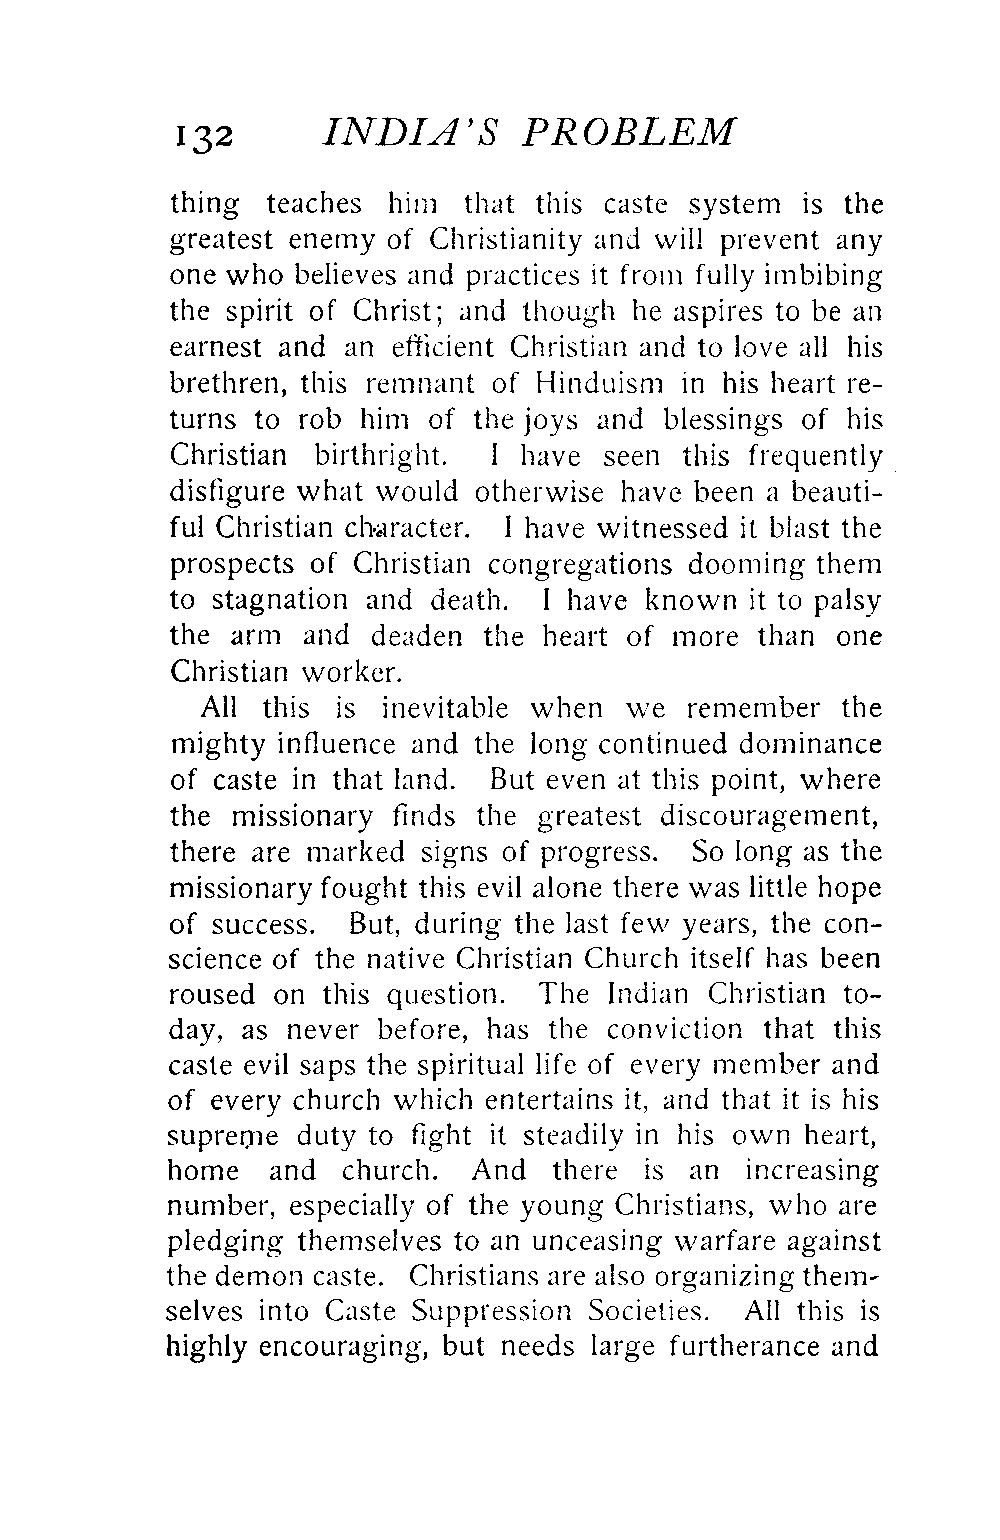 132 INDIA'S PROBLEM
thing teaches him that this caste system is the
greatest enemy of Christianity and will prevent any
one who believes and practices it from fully imbibing
the spirit of Christ; and though he aspires to be an
earnest and an efficient Christian and to love all his
brethren, this remnant of Hinduism in his heart re-
turns to rob him of the joys and blessings of his
Christian birthright. I have seen this frequently
disfigure what would otherwise have been a beauti-
ful Christian character. I have witnessed it blast the
prospects of Christian congregations dooming them
to stagnation and death. I have known it to palsy
the arm and deaden the heart of more than one
Christian worker.
All this is inevitable when we remember the
mighty influence and the long continued dominance
of caste in that land. But even at this point, where
the missionary finds the greatest discouragement,
there are marked signs of progress. So long as the
missionary fought this evil alone there was little hope
of success. But, during the last few years, the con-
science of the native Christian Church itself has been
roused on this question. The Indian Christian to-
day, as never before, has the conviction that this
caste evil saps the spiritual life of every member and
of every church which entertains it, and that it is his
supreme duty to fight it steadily in his own heart,
home and church. And there is an increasing
number, especially of the young Christians, who are
pledging themselves to an unceasing warfare against
the demon caste. Christians are also organizing them-
selves into Caste Suppression Societies. All this is
highly encouraging, but needs large furtherance and